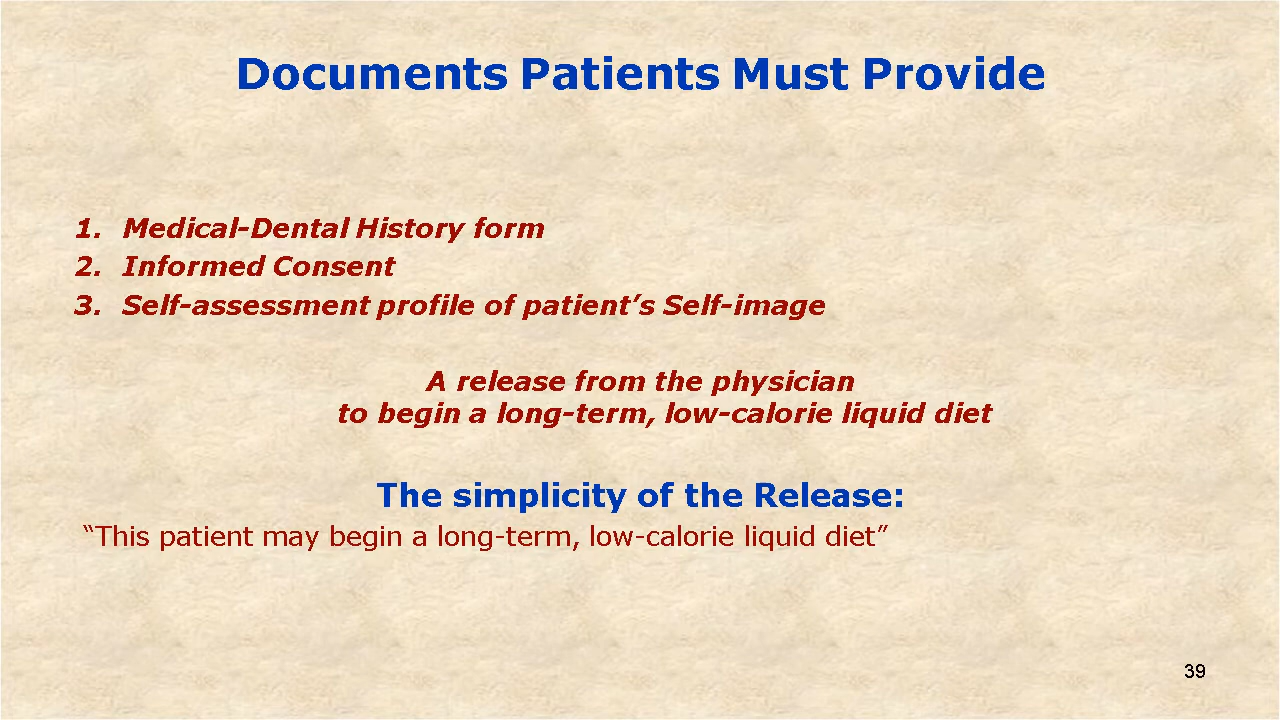 Documents Patients Must Provide
1. Medical-Dental History form
2. Informed Consent
3. Self-assessment profile of patient’s Self-image
A release from the physician
to begin a long-term, low-calorie liquid diet
The simplicity of the Release:
“This patient may begin a long-term, low-calorie liquid diet”
39